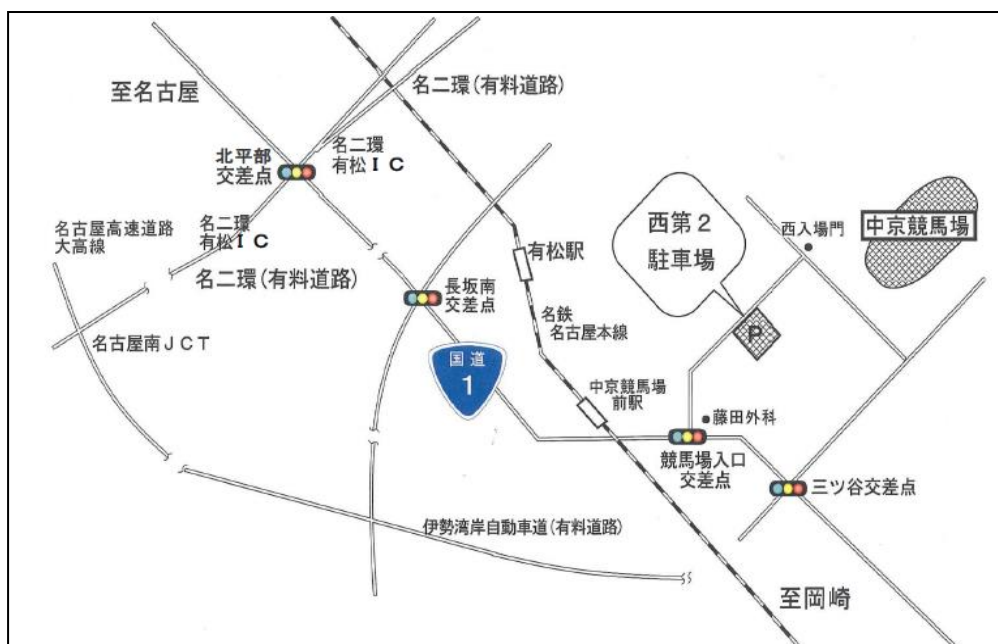 至名古屋
名二環(有料道路)
北平部
交差点
名二環
有松IC
名古屋高速道路
大高線
名二環
有松IC
名二環(有料道路)
名古屋南JCT
長坂南
交差点
国道
1
有松駅
名鉄
名古屋本線
西第2
駐車場
西入場門
中京競馬場
P
中京競馬場
前駅
藤田外科
競馬場入口
交差点
三ツ谷交差点
伊勢湾岸自動車道(有料道路)
至岡崎